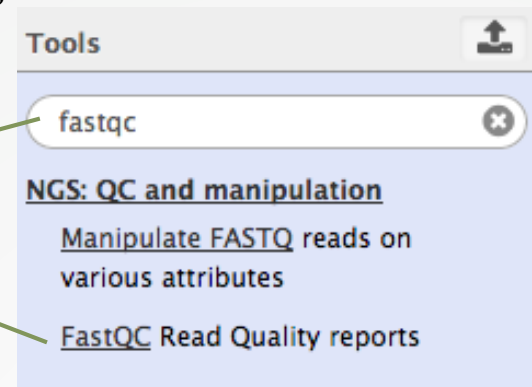 Tools
fastqc
NGS: QC and manipulation
Manipulate FASTQ reads on
various attributes
FastQC Read Quality reports